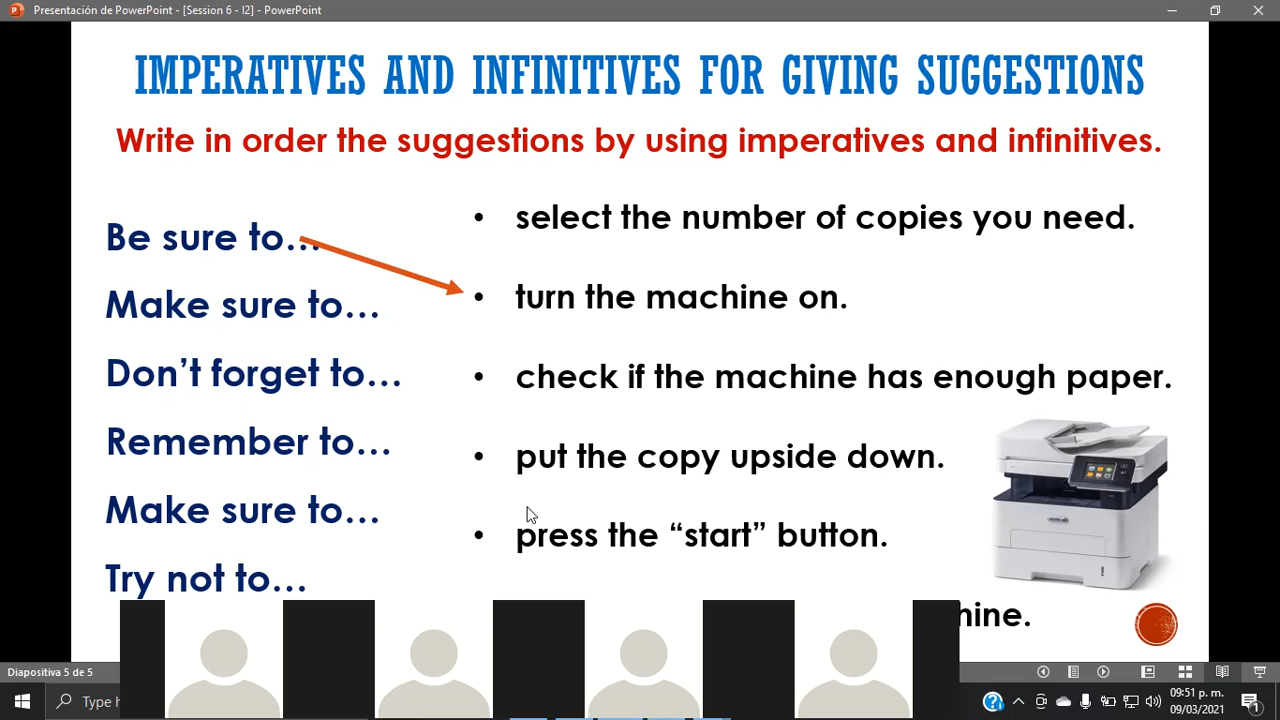 Presentación de PowerPoint - [Session 6 - I2] - PowerPoint
IMPERATIVES AND INFINITIVES FOR GIVING SUGGESTIONS
Write in order the suggestions by using imperatives and infinitives.
Be sure to…
Make sure to…
Don’t forget to…
Remember to…
Make sure to…
Try not to…
• select the number of copies you need.
• turn the machine on.
• check if the machine has enough paper.
• put the copy upside down.
• press the “start” button.
Diapositiva 5 de 5
Type
09:51 p. m.
09/03/2021